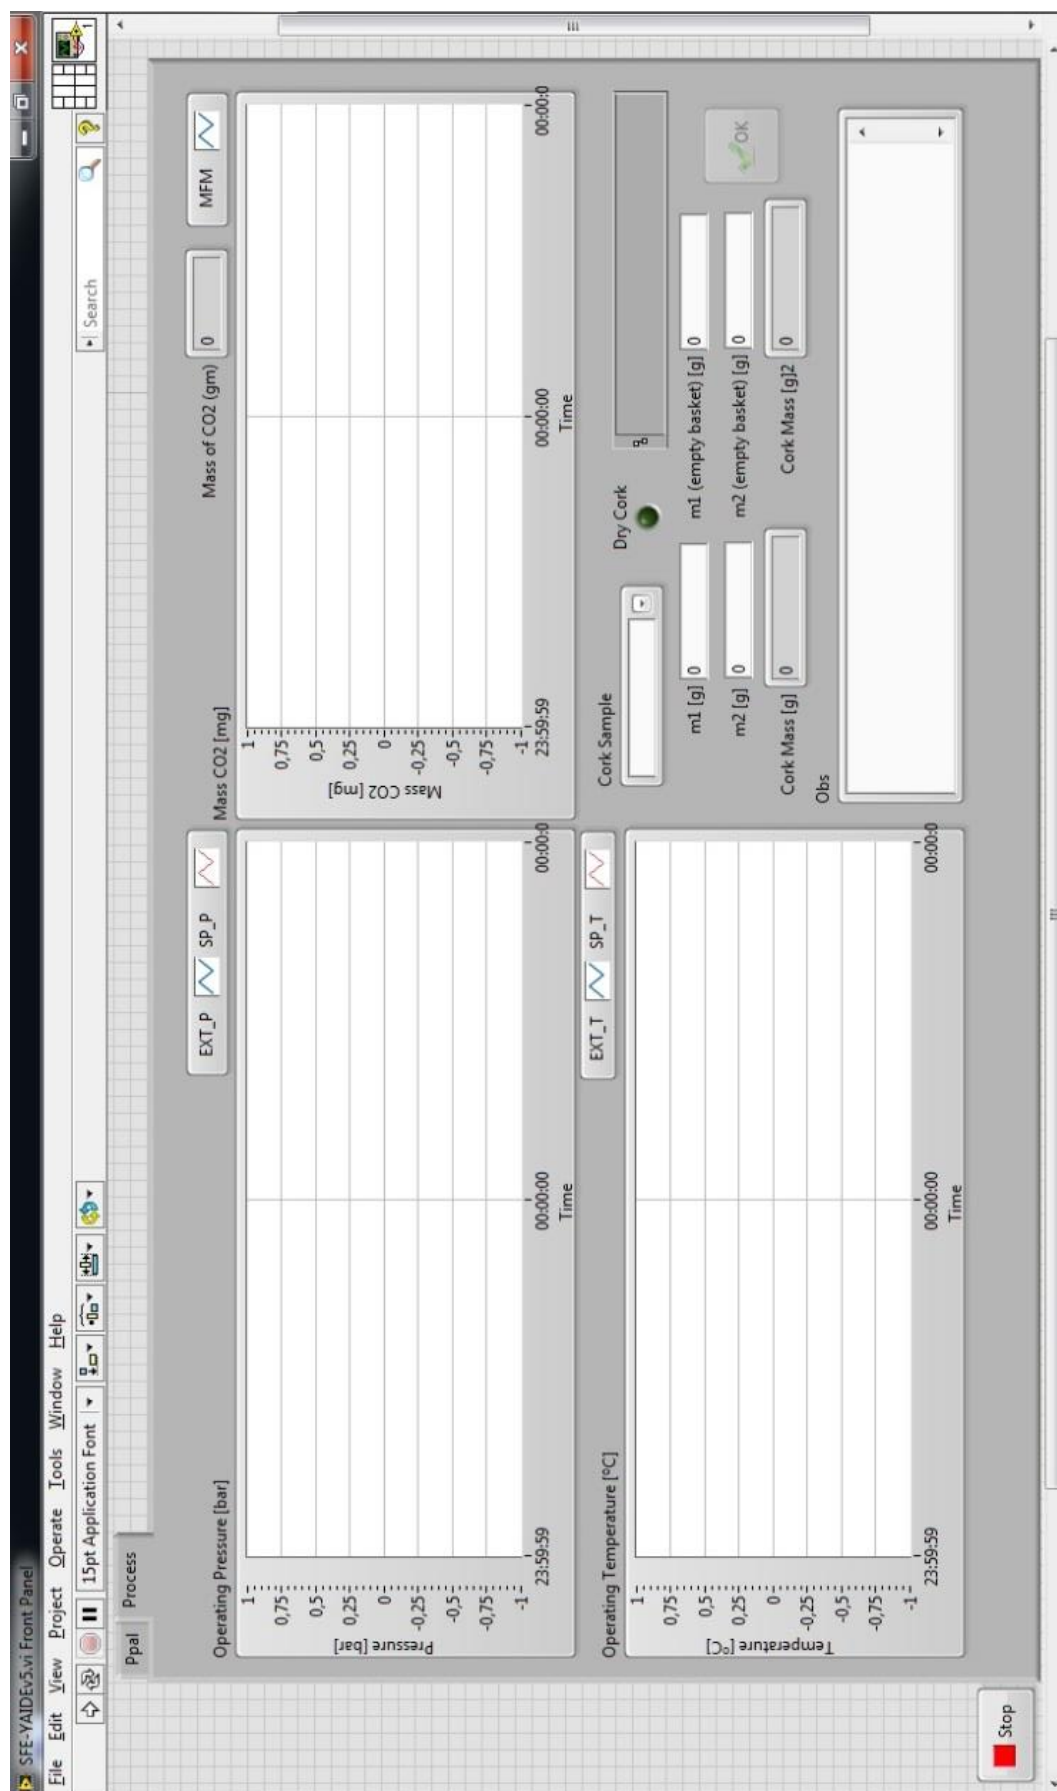 SFE-YAIDEv5.vi Front Panel
File Edit View Project Operate Tools Window Help
15pt Application Font
Search
1
Ppal Process
Operating Pressure [bar]
EXT_P SP_P
Pressure [bar]
1
0,75
0,5
0,25
0
-0,25
-0,5
-0,75
-1
23:59:59 00:00:00 00:00:0
Time
Mass CO2 [mg]
Mass of CO2 (gm) 0
MFM
Mass CO2 [mg]
1
0,75
0,5
0,25
0
-0,25
-0,5
-0,75
-1
23:59:59 00:00:00 00:00:0
Time
Operating Temperature [ºC]
EXT_T SP_T
Temperature [ºC]
1
0,75
0,5
0,25
0
-0,25
-0,5
-0,75
-1
23:59:59 00:00:00 00:00:0
Time
Cork Sample Dry Cork
m1 [g] 0 m1 (empty basket) [g] 0
m2 [g] 0 m2 (empty basket) [g] 0
Cork Mass [g] 0 Cork Mass [g]2 0
OK
Obs
Stop